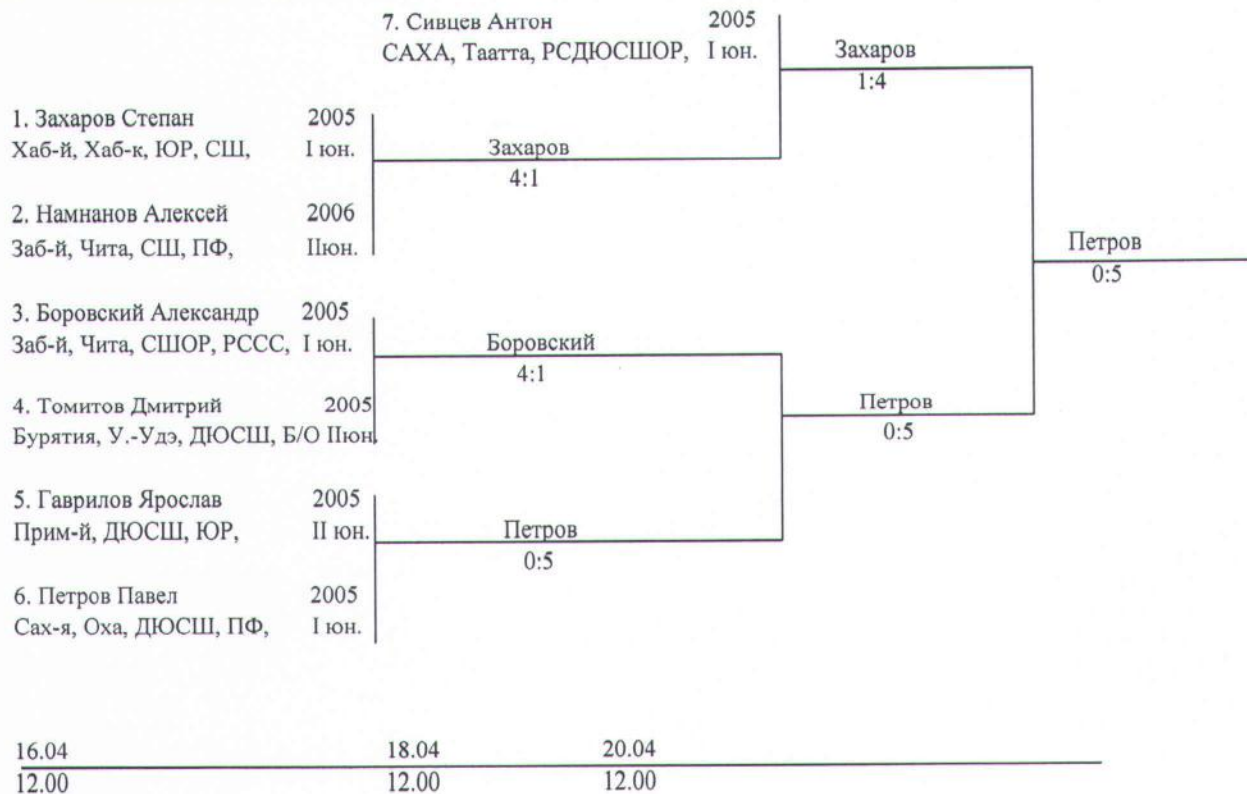 7. Сивцев Антон 2005
САХА, Таатта, РСДЮСШОР, I юн.
Захаров
1:4
1. Захаров Степан 2005
Хаб-й, Хаб-к, ЮР, СШ, I юн.
Захаров
4:1
2. Намнанов Алексей 2006
Заб-й, Чита, СШ, ПФ, IIюн.
Петров
0:5
3. Боровский Александр 2005
Заб-й, Чита, СШОР, РССС, I юн.
Боровский
4:1
4. Томитов Дмитрий 2005
Бурятия, У.-Удэ, ДЮСШ, Б/О IIюн.
Петров
0:5
5. Гаврилов Ярослав 2005
Прим-й, ДЮСШ, ЮР, II юн.
Петров
0:5
6. Петров Павел 2005
Сах-я, Оха, ДЮСШ, ПФ, I юн.
16.04 18.04 20.04
12.00 12.00 12.00